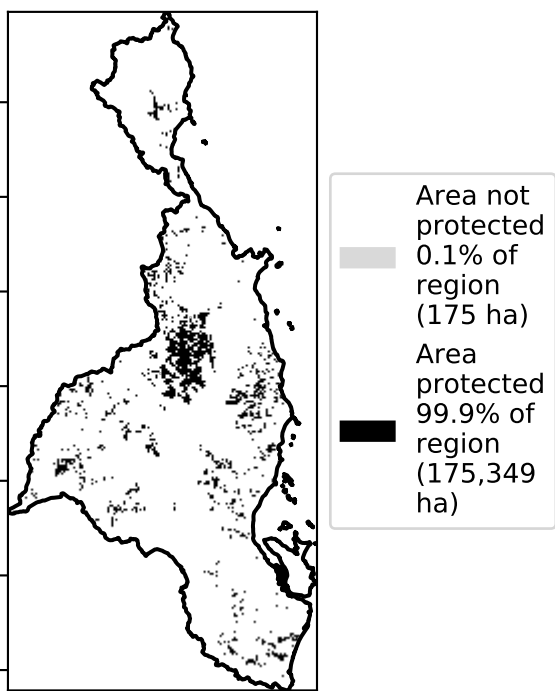 Area not
protected
0.1% of
region
(175 ha)
Area
protected
99.9% of
region
(175,349
ha)